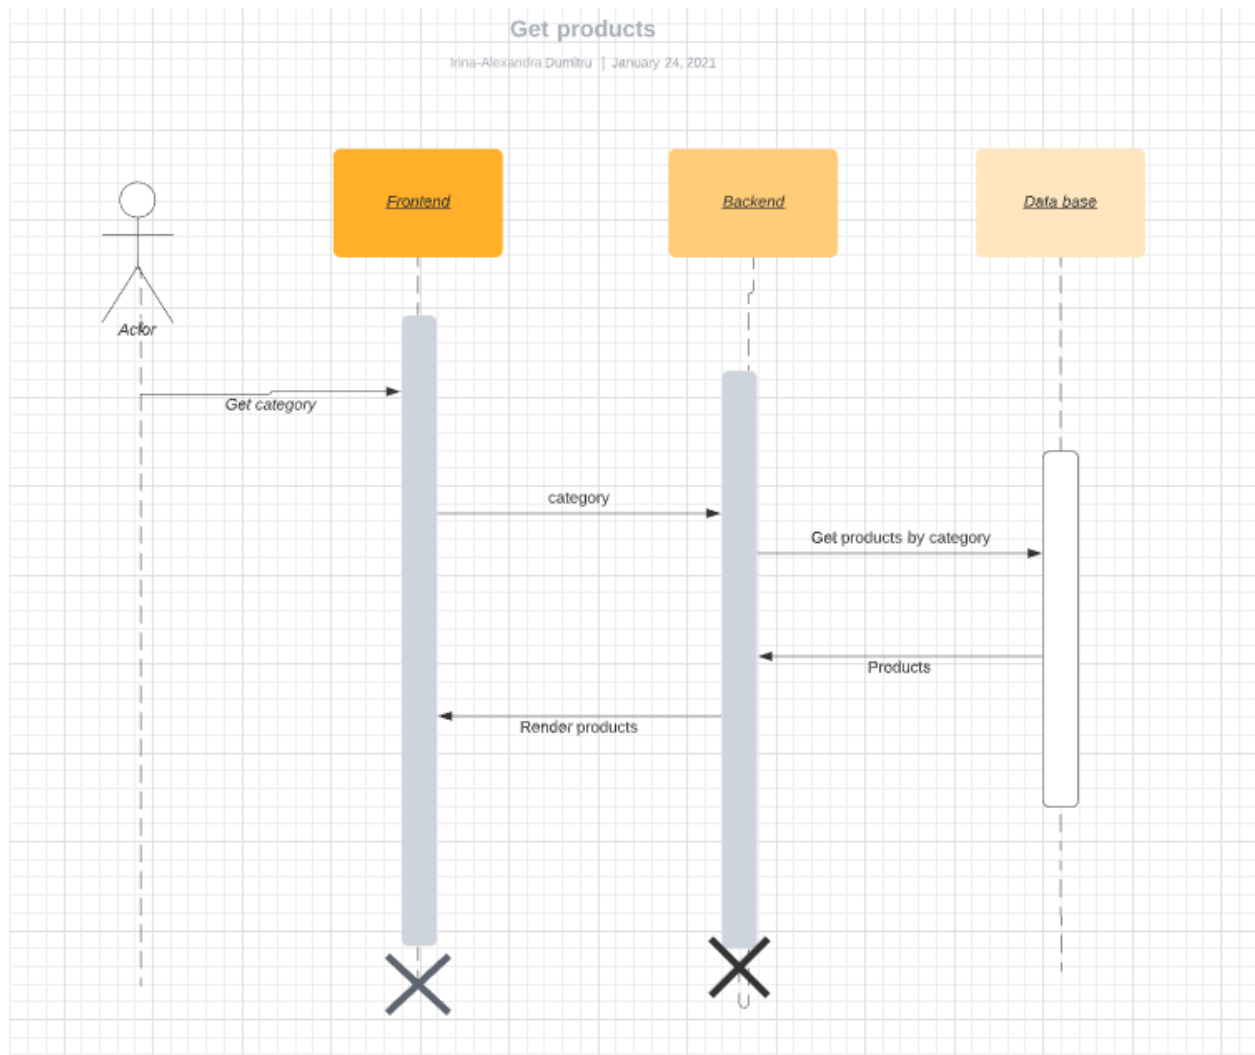 Get products
Irina-Alexandra Dumitru | January 24, 2021
Frontend
Backend
Data base
Actor
Get category
category
Get products by category
Products
Render products